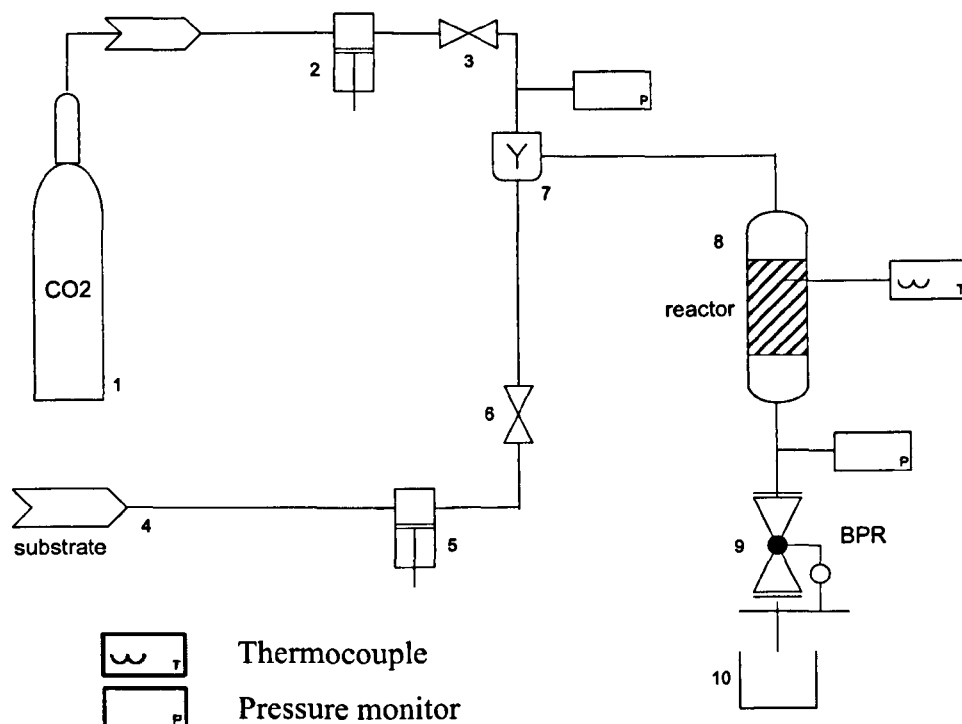 2
3
P
7
CO2
1
8
T
reactor
6
P
4
substrate
5
9
BPR
10
T
Thermocouple
P
Pressure monitor